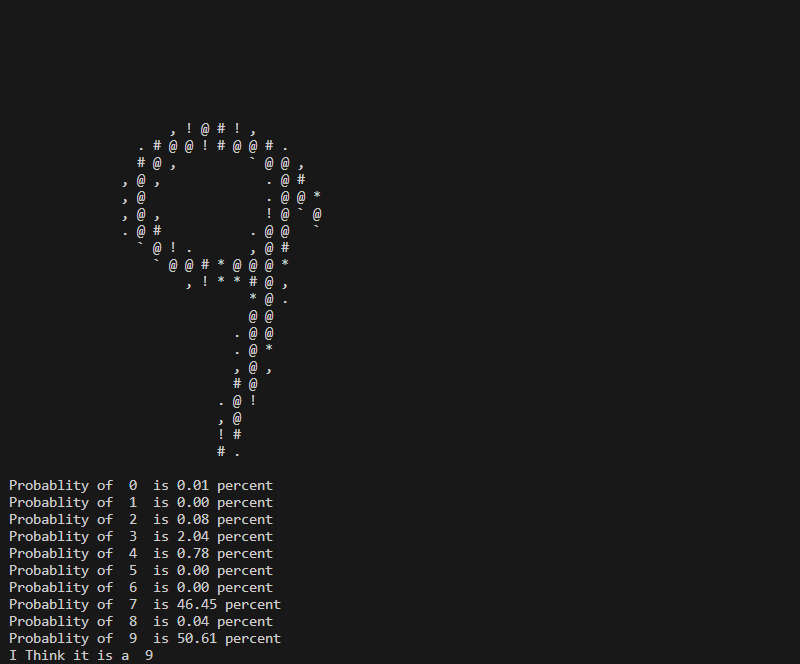 , ! @ # ! ,
. # @ @ ! # @ @ # .
# @ , ` @ @ ,
, @ , . @ #
, @ . @ @ *
, @ , ! @ ` @
. @ # . @ @ `
` @ ! . , @ #
` @ @ # * @ @ @ *
, ! * * # @ ,
* @ .
@ @
. @ @
. @ *
, @ ,
# @
. @ !
, @
! #
# .
Probablity of  0  is 0.01 percent
Probablity of  1  is 0.00 percent
Probablity of  2  is 0.08 percent
Probablity of  3  is 2.04 percent
Probablity of  4  is 0.78 percent
Probablity of  5  is 0.00 percent
Probablity of  6  is 0.00 percent
Probablity of  7  is 46.45 percent
Probablity of  8  is 0.04 percent
Probablity of  9  is 50.61 percent
I Think it is a  9